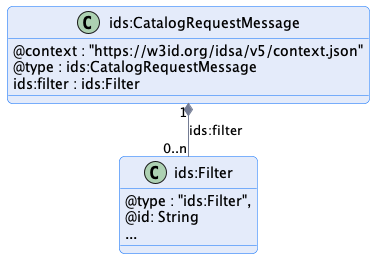 C ids:CatalogRequestMessage
@context : "https://w3id.org/idsa/v5/context.json"
@type : ids:CatalogRequestMessage
ids:filter : ids:Filter
1
ids:filter
0..n
C ids:Filter
@type : "ids:Filter",
@id: String
...